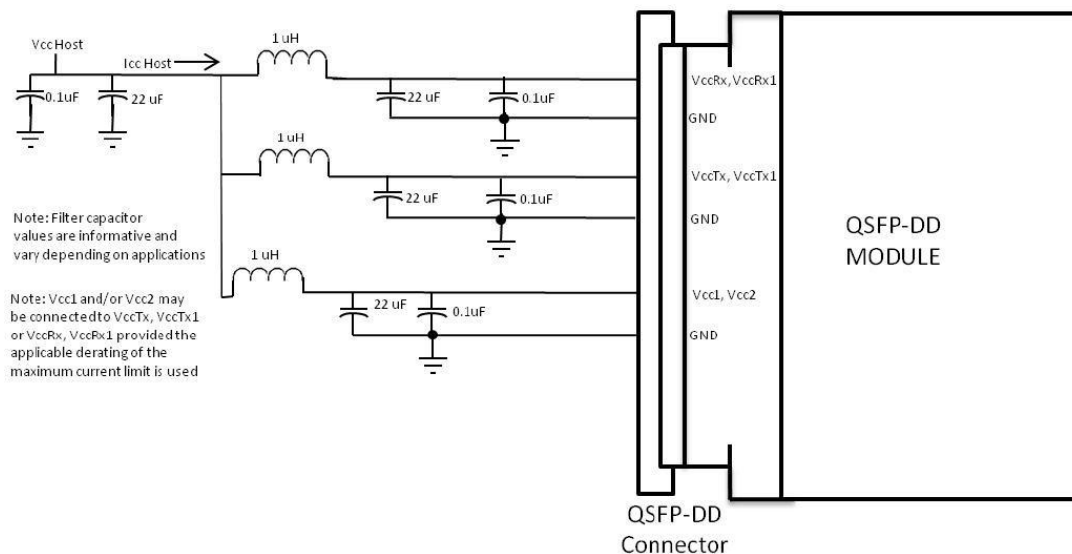 1 uH
Vcc Host
Icc Host
0.1uF
22 uF
22 uF
0.1uF
VccRx, VccRx1
GND
1 uH
VccTx, VccTx1
22 uF
0.1uF
GND
Note: Filter capacitor
values are informative and
vary depending on applications
1 uH
Note: Vcc1 and/or Vcc2 may
be connected to VccTx, VccTx1
or VccRx, VccRx1 provided the
applicable derating of the
maximum current limit is used
22 uF
0.1uF
Vcc1, Vcc2
GND
QSFP-DD
MODULE
QSFP-DD
Connector